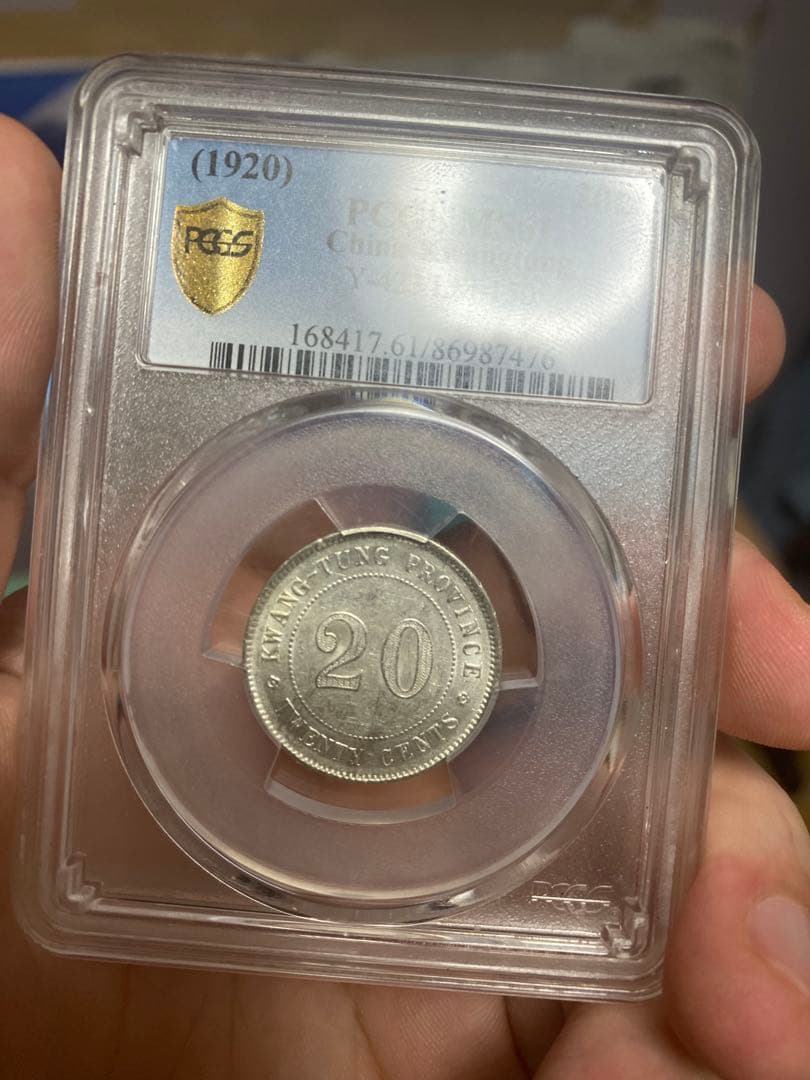 (1920)
PCGS
China
168417.61/86987476
KWANG-TUNG PROVINCE
20
TWENTY CENTS
PCGS